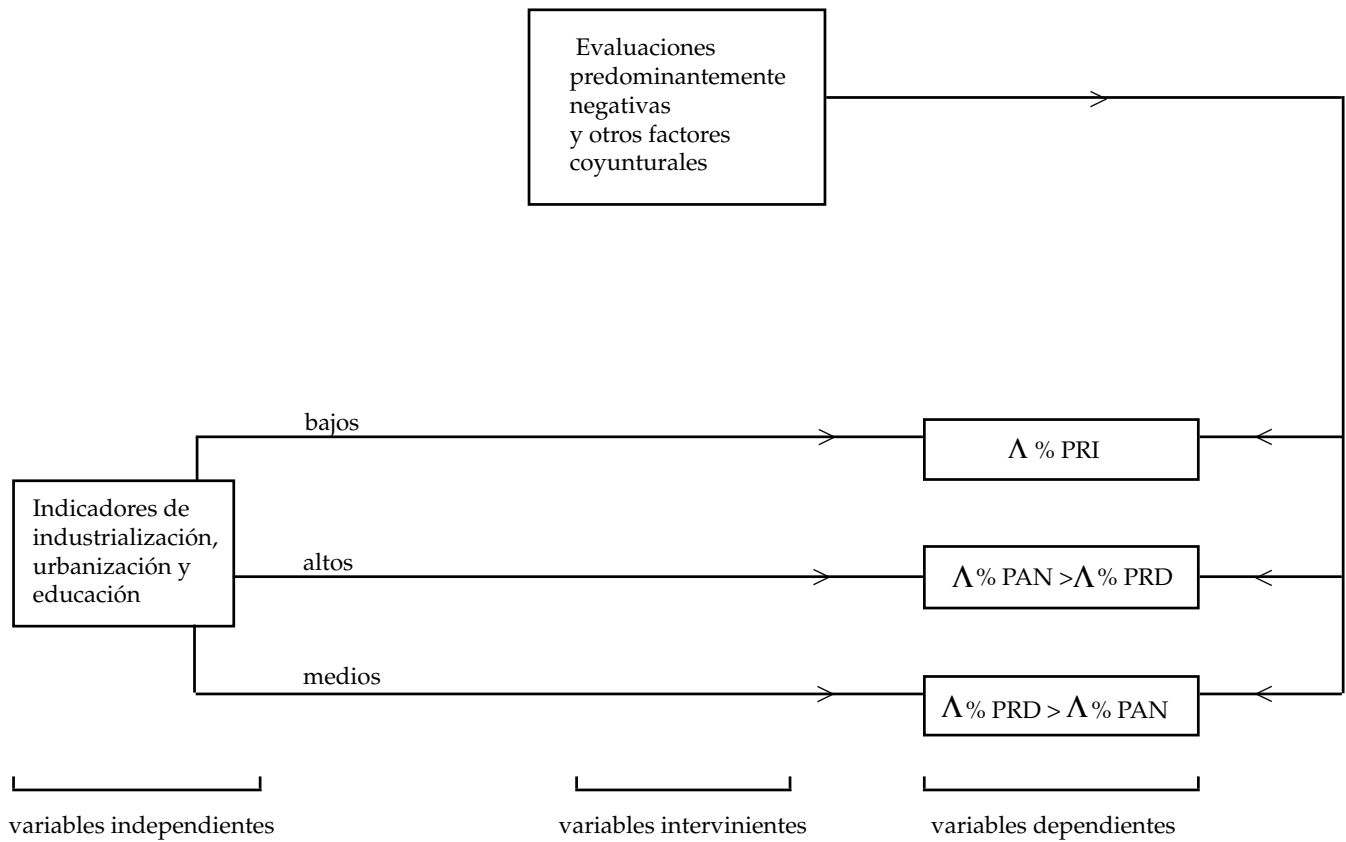 Evaluaciones
predominantemente
negativas
y otros factores
coyunturales
bajos
Λ % PRI
Indicadores de
industrialización,
urbanización y
educación
altos
Λ% PAN >Λ% PRD
medios
Λ% PRD > Λ% PAN
variables independientes
variables intervinientes
variables dependientes